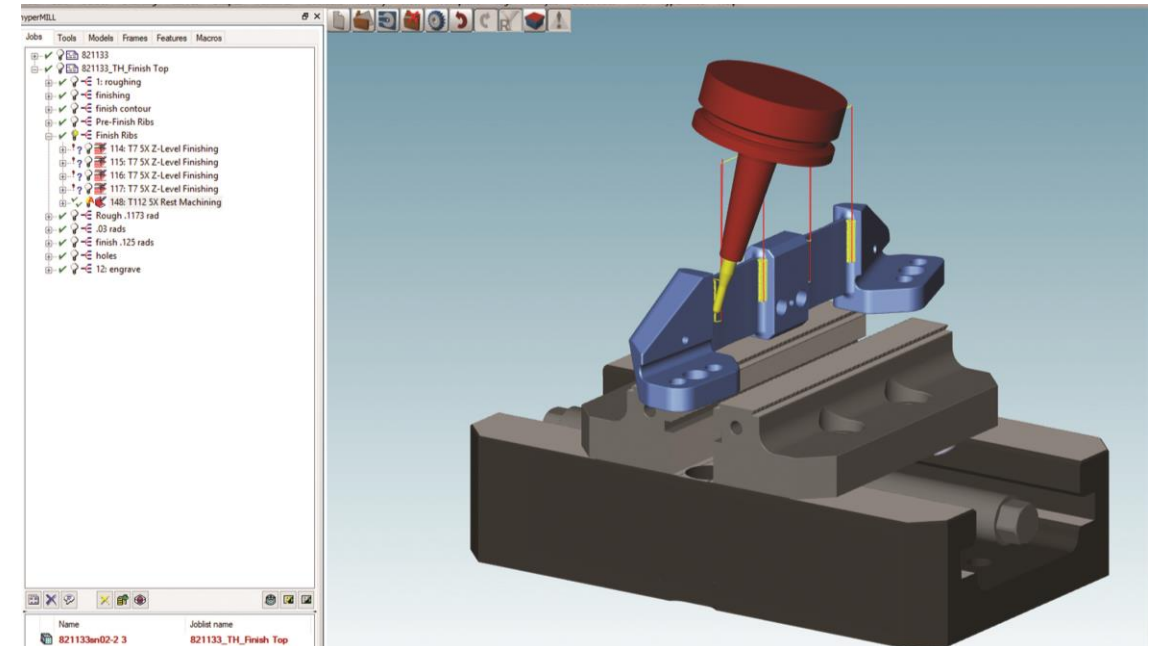 hyperMILL
Jobs Tools Models Frames Features Macros
821133
821133_TH_Finish Top
1: roughing
finishing
finish contour
Pre-Finish Ribs
Finish Ribs
114: T7 5X Z-Level Finishing
115: T7 5X Z-Level Finishing
116: T7 5X Z-Level Finishing
117: T7 5X Z-Level Finishing
148: T112 5X Rest Machining
Rough .1173 rad
.03 rads
finish .125 rads
holes
12: engrave
Name Joblist name
821133sn02-2 3 821133_TH_Finish Top